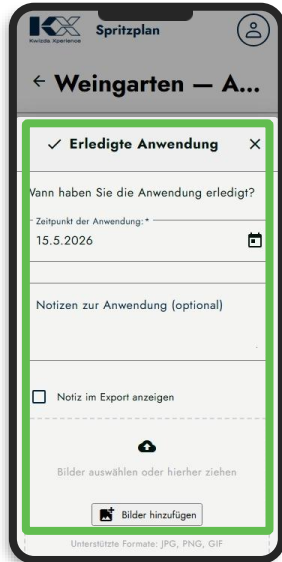 KX
Kwizda Xperience
Spritzplan
← Weingarten — A...
✓ Erledigte Anwendung ×
Wann haben Sie die Anwendung erledigt?
Zeitpunkt der Anwendung:*
15.5.2026
Notizen zur Anwendung (optional)
Notiz im Export anzeigen
Bilder auswählen oder hierher ziehen
Bilder hinzufügen
Unterstützte Formate: JPG, PNG, GIF